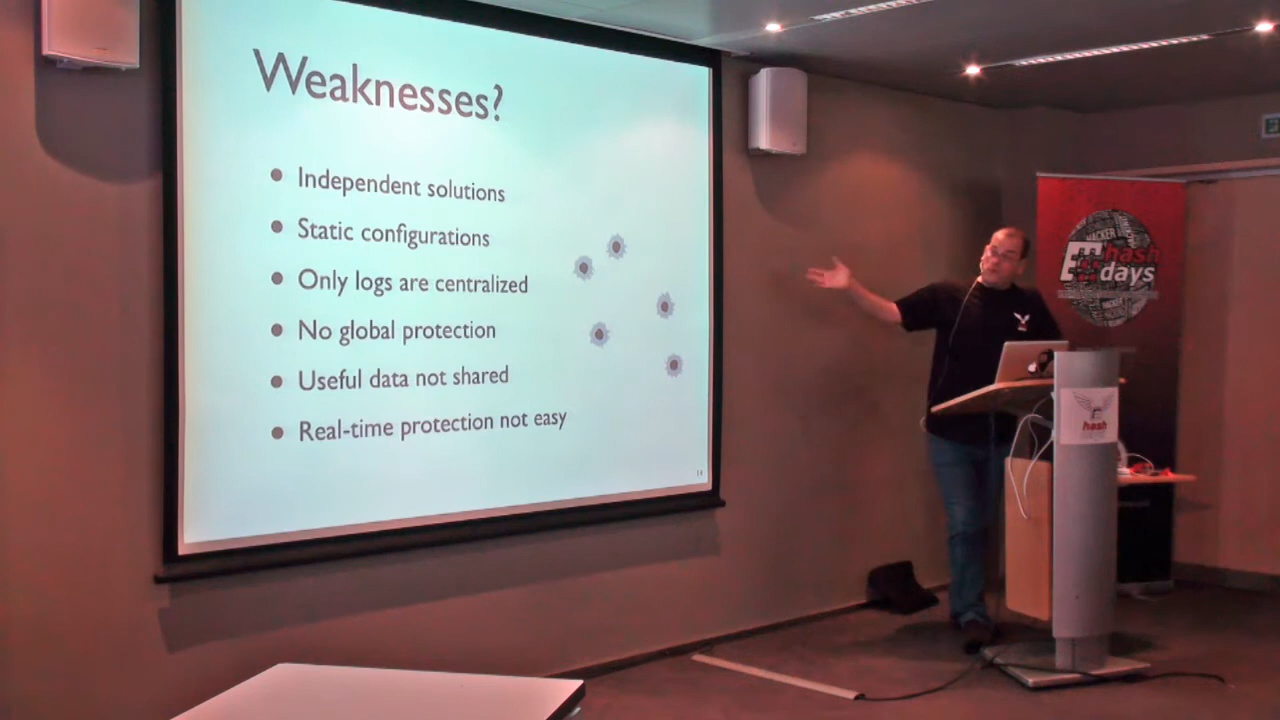 Weaknesses?
Independent solutions
Static configurations
Only logs are centralized
No global protection
Useful data not shared
Real-time protection not easy
HACKER
hash
days
hash